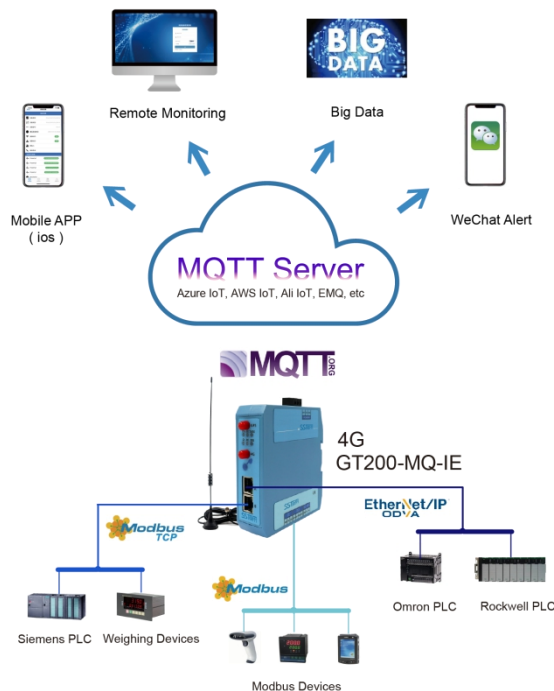 BIG
DATA
Remote Monitoring
Big Data
Mobile APP
( ios )
WeChat Alert
MQTT Server
Azure IoT, AWS IoT, Ali IoT, EMQ, etc
MQTT.ORG
4G
GT200-MQ-IE
EtherNet/IP
ODVA
Modbus
TCP
Modbus
Siemens PLC
Weighing Devices
Omron PLC
Rockwell PLC
Modbus Devices